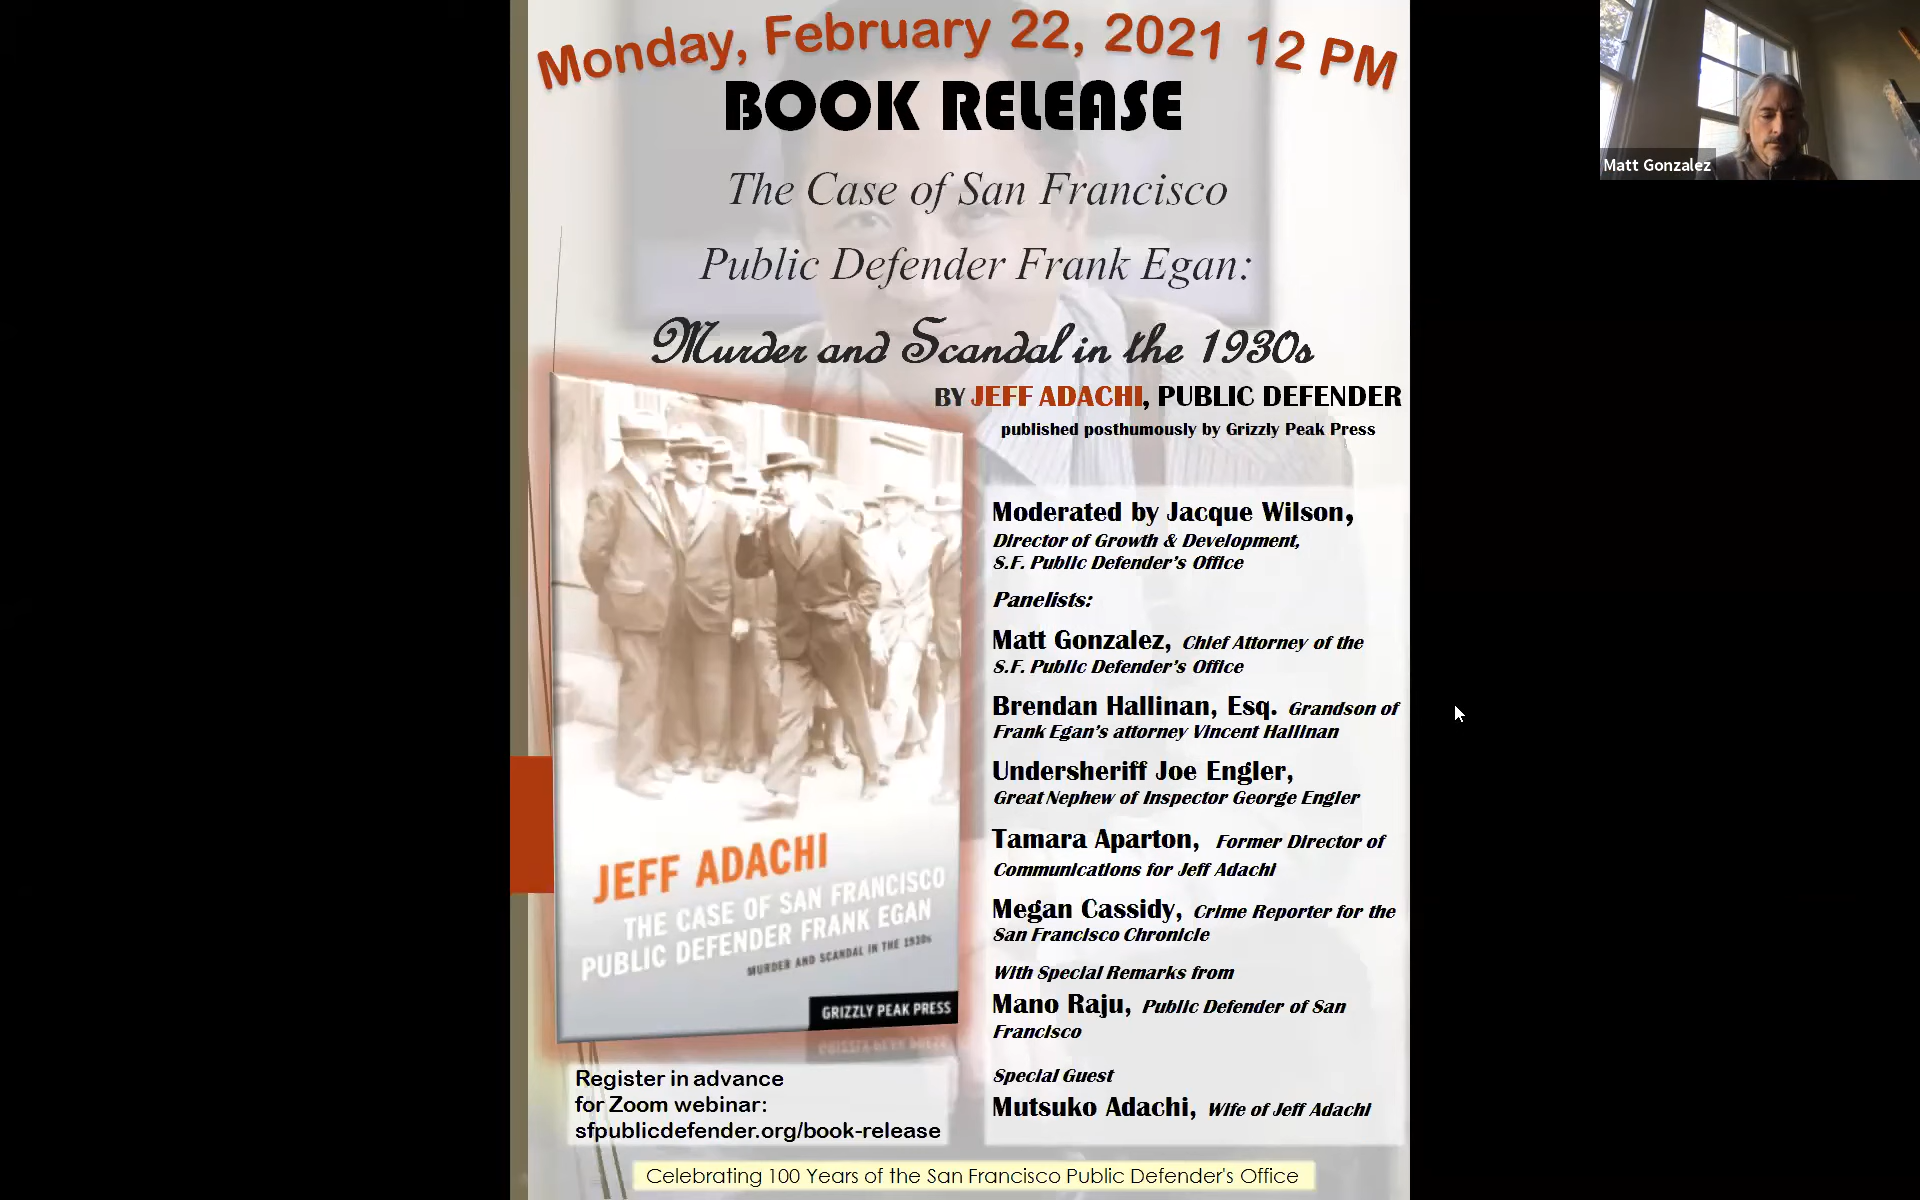 Monday, February 22, 2021 12 PM
BOOK RELEASE
The Case of San Francisco
Public Defender Frank Egan:
Murder and Scandal in the 1930s
BY JEFF ADACHI, PUBLIC DEFENDER
published posthumously by Grizzly Peak Press
Moderated by Jacque Wilson,
Director of Growth & Development,
S.F. Public Defender's Office
Panelists:
Matt Gonzalez, Chief Attorney of the
S.F. Public Defender's Office
Brendan Hallinan, Esq. Grandson of
Frank Egan's attorney Vincent Hallinan
Undersheriff Joe Engler,
Great Nephew of Inspector George Engler
Tamara Aparton, Former Director of
Communications for Jeff Adachi
Megan Cassidy, Crime Reporter for the
San Francisco Chronicle
With Special Remarks from
Mano Raju, Public Defender of San
Francisco
Special Guest
Mutsuko Adachi, Wife of Jeff Adachi
JEFF ADACHI
THE CASE OF SAN FRANCISCO
PUBLIC DEFENDER FRANK EGAN
MURDER AND SCANDAL IN THE 1930s
GRIZZLY PEAK PRESS
Register in advance
for Zoom webinar:
sfpublicdefender.org/book-release
Celebrating 100 Years of the San Francisco Public Defender's Office
Matt Gonzalez